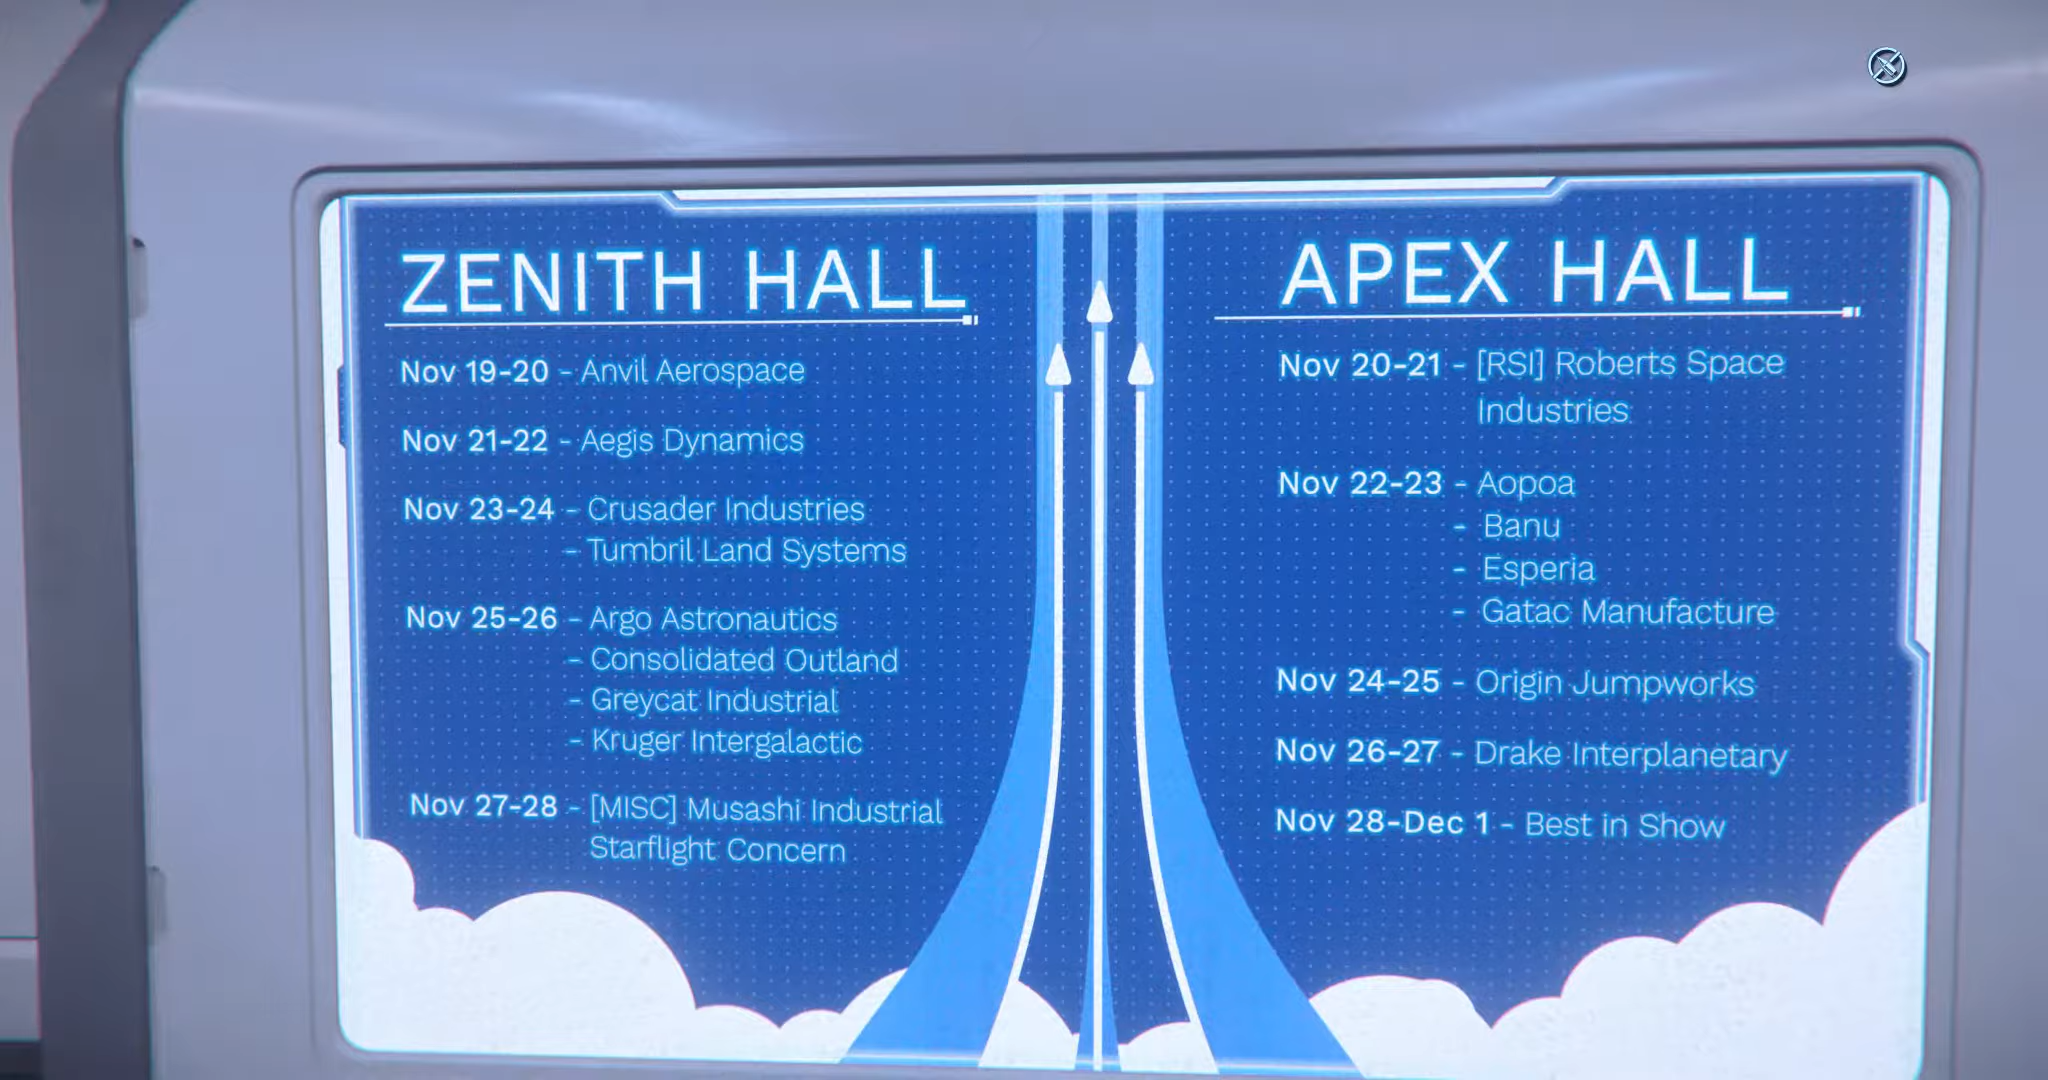 ZENITH HALL
Nov 19-20 - Anvil Aerospace
Nov 21-22 - Aegis Dynamics
Nov 23-24 - Crusader Industries
- Tumbril Land Systems
Nov 25-26 - Argo Astronautics
- Consolidated Outland
- Greycat Industrial
- Kruger Intergalactic
Nov 27-28 - [MISC] Musashi Industrial
Starflight Concern
APEX HALL
Nov 20-21 - [RSI] Roberts Space
Industries
Nov 22-23 - Aopoa
- Banu
- Esperia
- Gatac Manufacture
Nov 24-25 - Origin Jumpworks
Nov 26-27 - Drake Interplanetary
Nov 28-Dec 1 - Best in Show